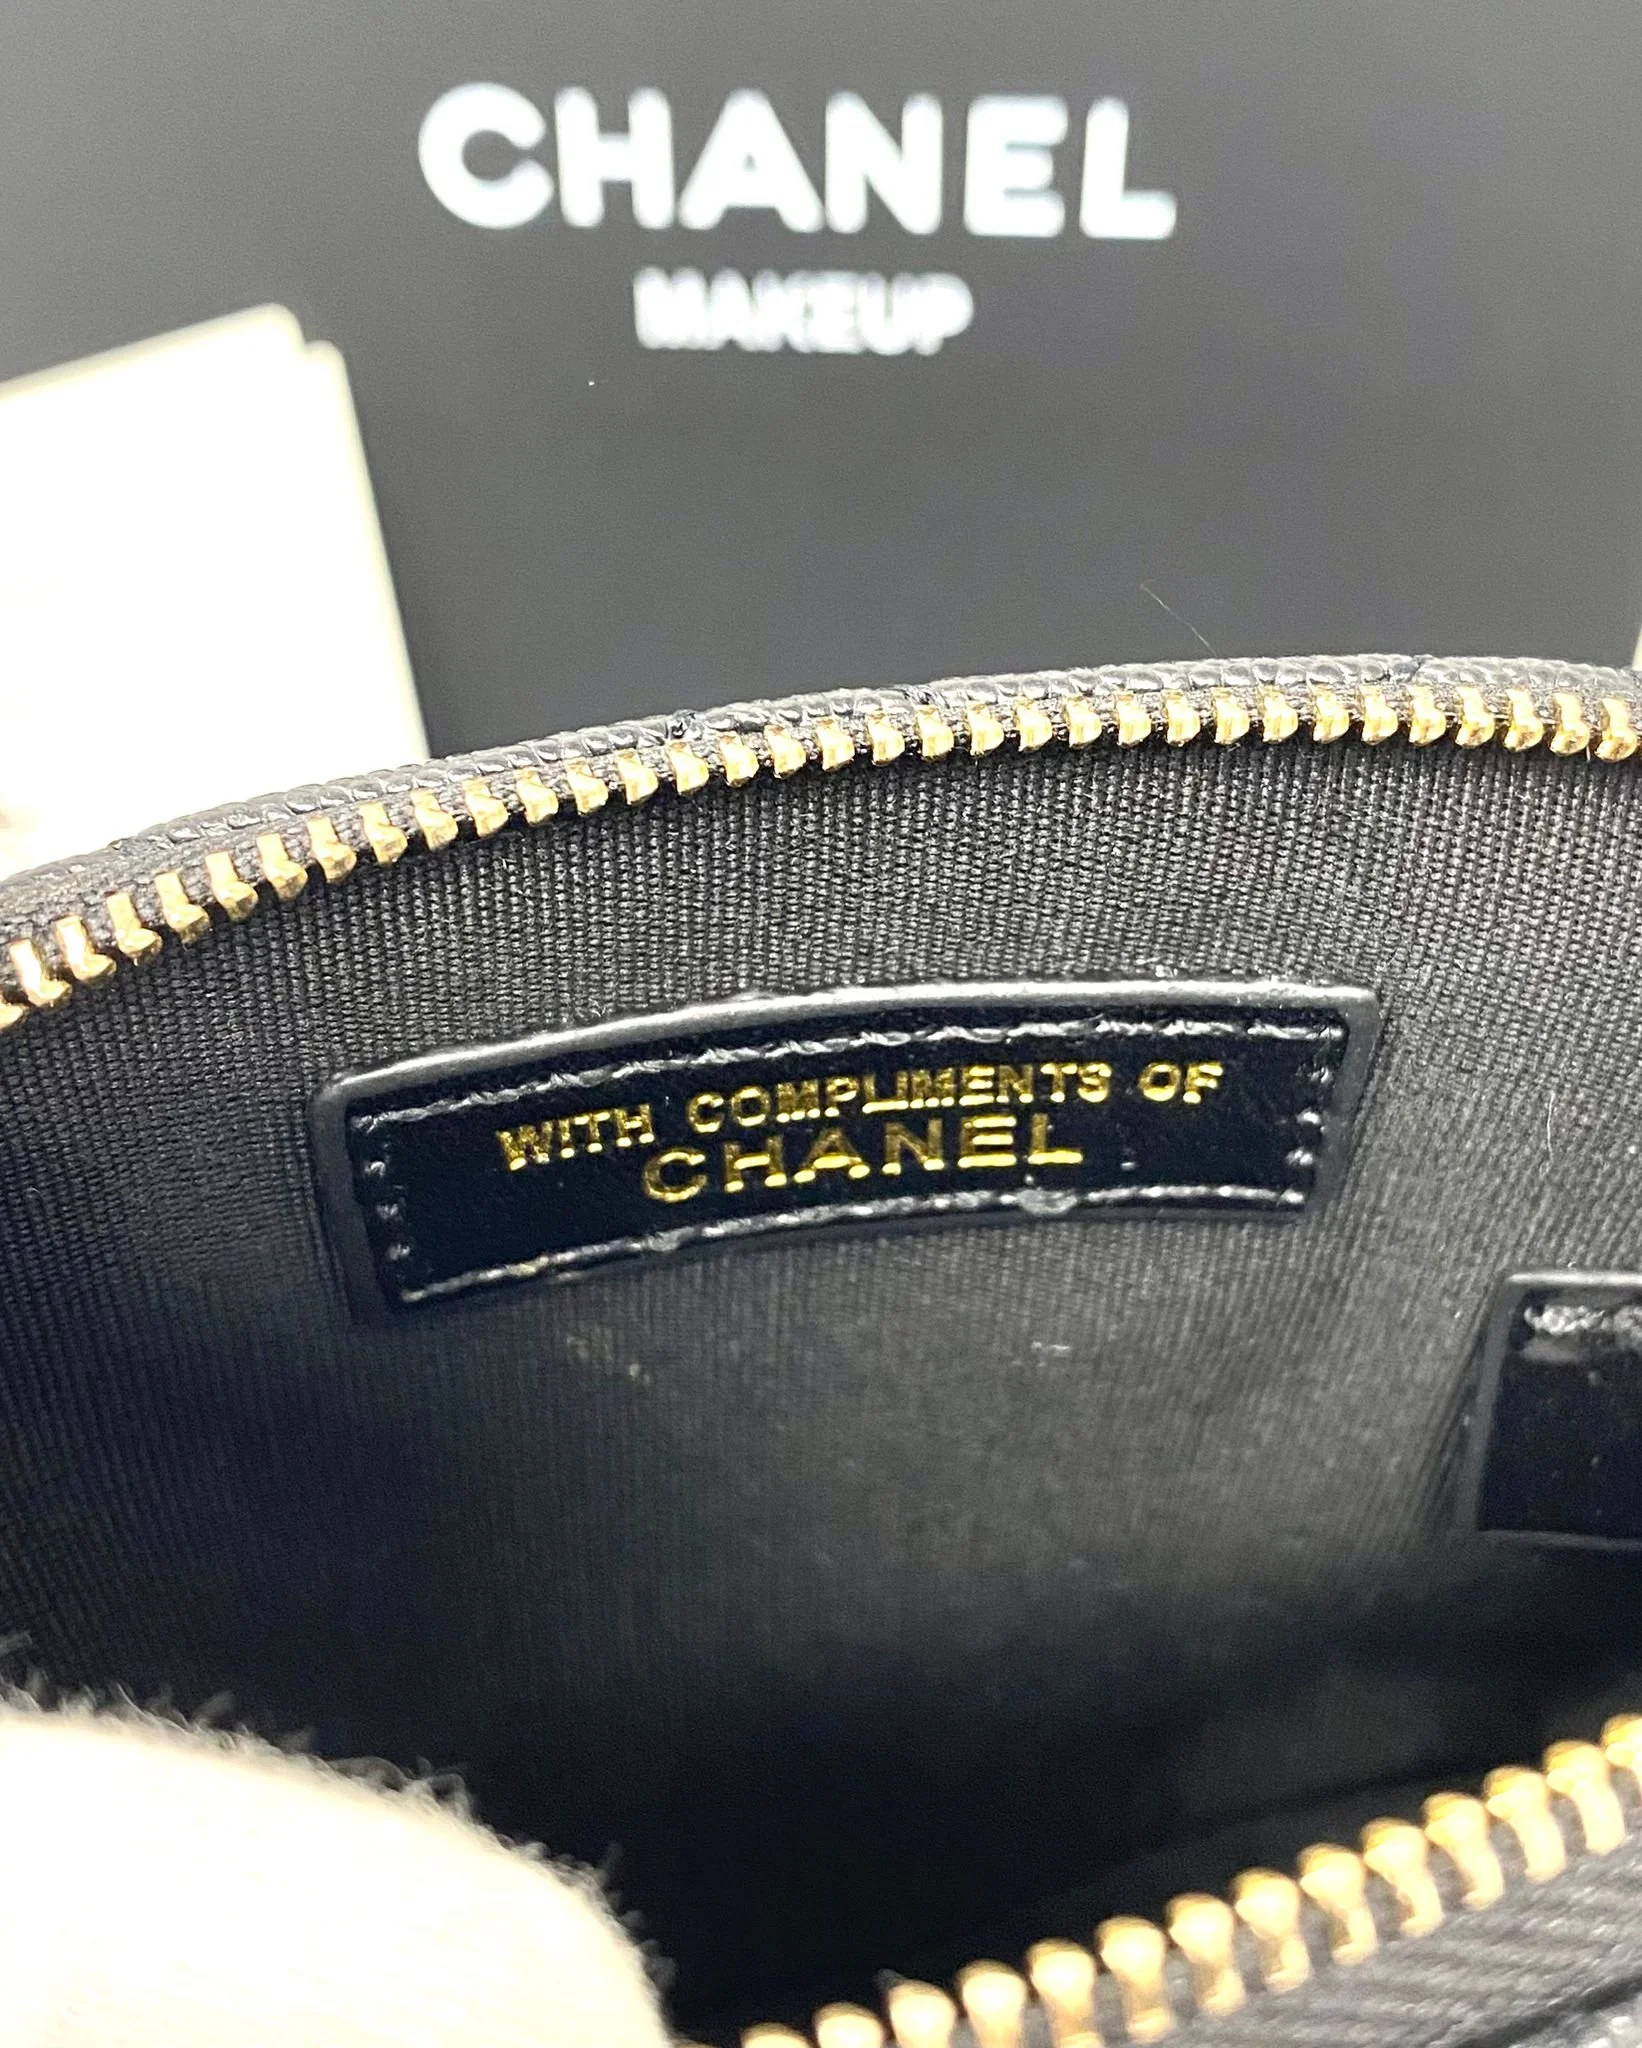 CHANEL
MAKEUP
WITH COMPLIMENTS OF
CHANEL